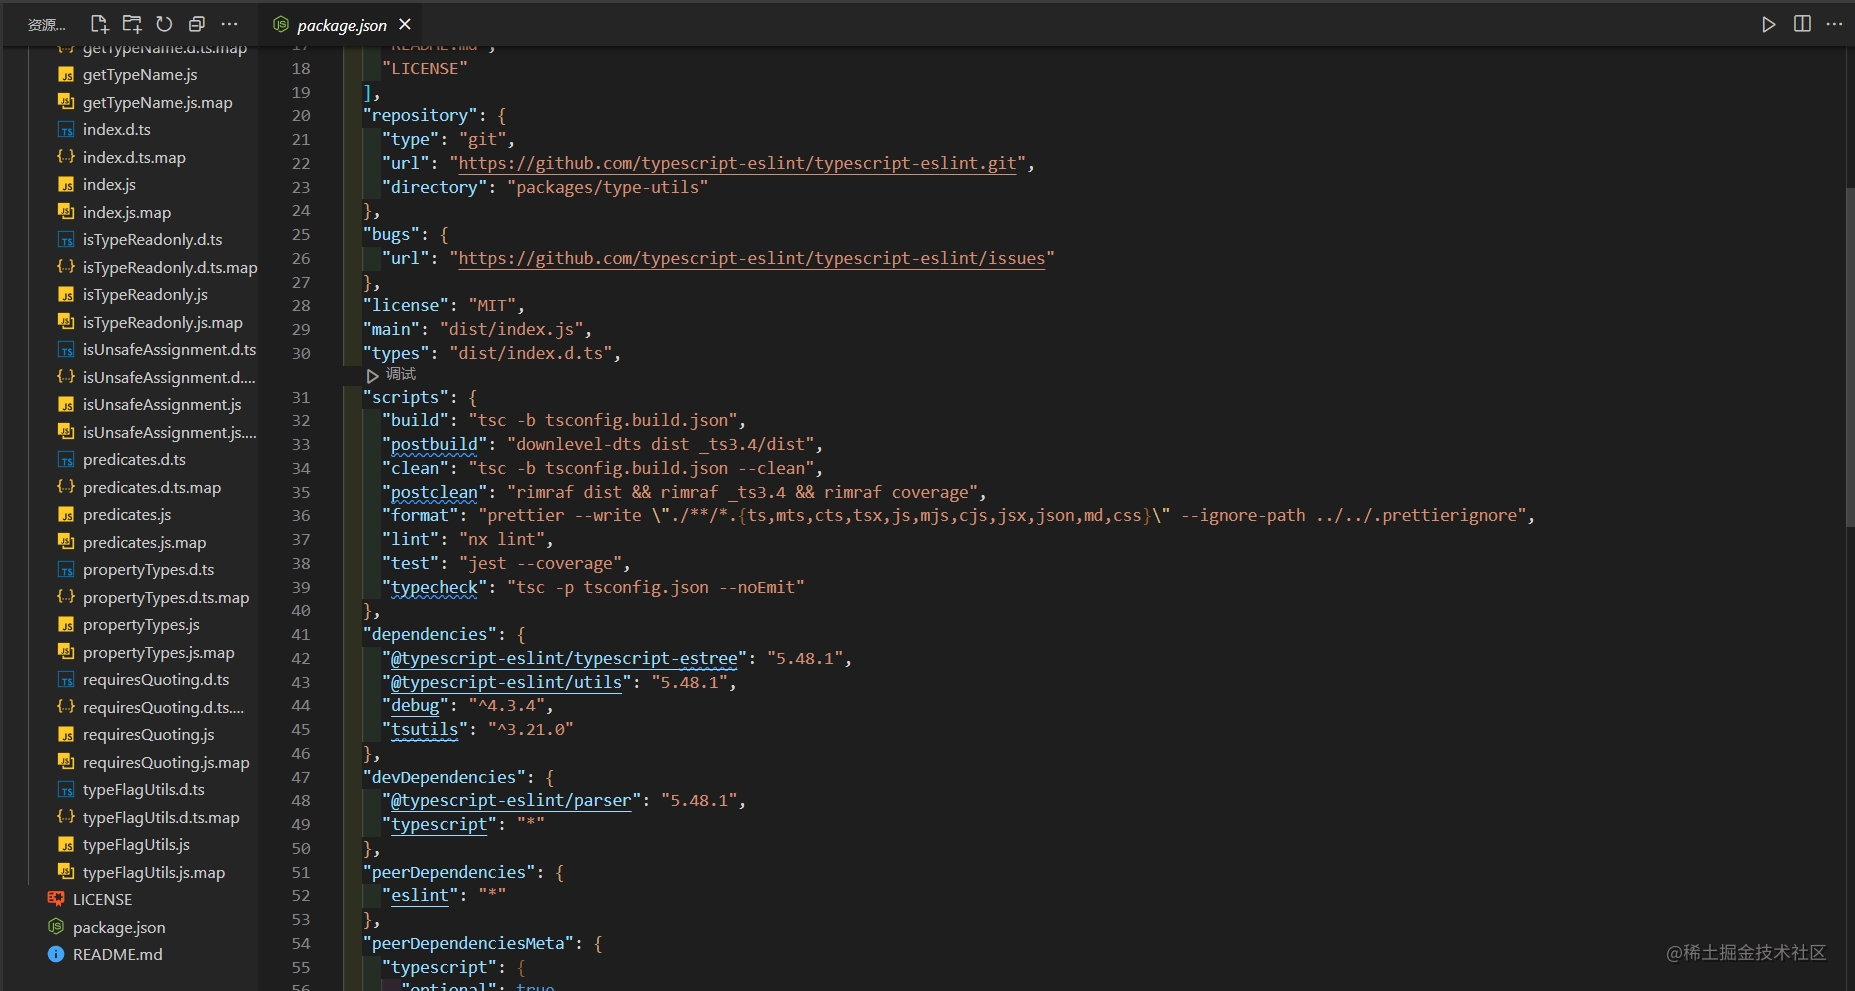 资源...
package.json
getTypeName.d.ts.map
getTypeName.js
getTypeName.js.map
index.d.ts
index.d.ts.map
index.js
index.js.map
isTypeReadonly.d.ts
isTypeReadonly.d.ts.map
isTypeReadonly.js
isTypeReadonly.js.map
isUnsafeAssignment.d.ts
isUnsafeAssignment.d....
isUnsafeAssignment.js
isUnsafeAssignment.js....
predicates.d.ts
predicates.d.ts.map
predicates.js
predicates.js.map
propertyTypes.d.ts
propertyTypes.d.ts.map
propertyTypes.js
propertyTypes.js.map
requiresQuoting.d.ts
requiresQuoting.d.ts....
requiresQuoting.js
requiresQuoting.js.map
typeFlagUtils.d.ts
typeFlagUtils.d.ts.map
typeFlagUtils.js
typeFlagUtils.js.map
LICENSE
package.json
README.md
17 "README.md",
18 "LICENSE"
19 ],
20 "repository": {
21 "type": "git",
22 "url": "https://github.com/typescript-eslint/typescript-eslint.git",
23 "directory": "packages/type-utils"
24 },
25 "bugs": {
26 "url": "https://github.com/typescript-eslint/typescript-eslint/issues"
27 },
28 "license": "MIT",
29 "main": "dist/index.js",
30 "types": "dist/index.d.ts",
调试
31 "scripts": {
32 "build": "tsc -b tsconfig.build.json",
33 "postbuild": "downlevel-dts dist _ts3.4/dist",
34 "clean": "tsc -b tsconfig.build.json --clean",
35 "postclean": "rimraf dist && rimraf _ts3.4 && rimraf coverage",
36 "format": "prettier --write \"./**/*.{ts,mts,cts,tsx,js,mjs,cjs,jsx,json,md,css}\" --ignore-path ../../.prettierignore",
37 "lint": "nx lint",
38 "test": "jest --coverage",
39 "typecheck": "tsc -p tsconfig.json --noEmit"
40 },
41 "dependencies": {
42 "@typescript-eslint/typescript-estree": "5.48.1",
43 "@typescript-eslint/utils": "5.48.1",
44 "debug": "^4.3.4",
45 "tsutils": "^3.21.0"
46 },
47 "devDependencies": {
48 "@typescript-eslint/parser": "5.48.1",
49 "typescript": "*"
50 },
51 "peerDependencies": {
52 "eslint": "*"
53 },
54 "peerDependenciesMeta": {
55 "typescript": {
56 "optional": true
@稀土掘金技术社区